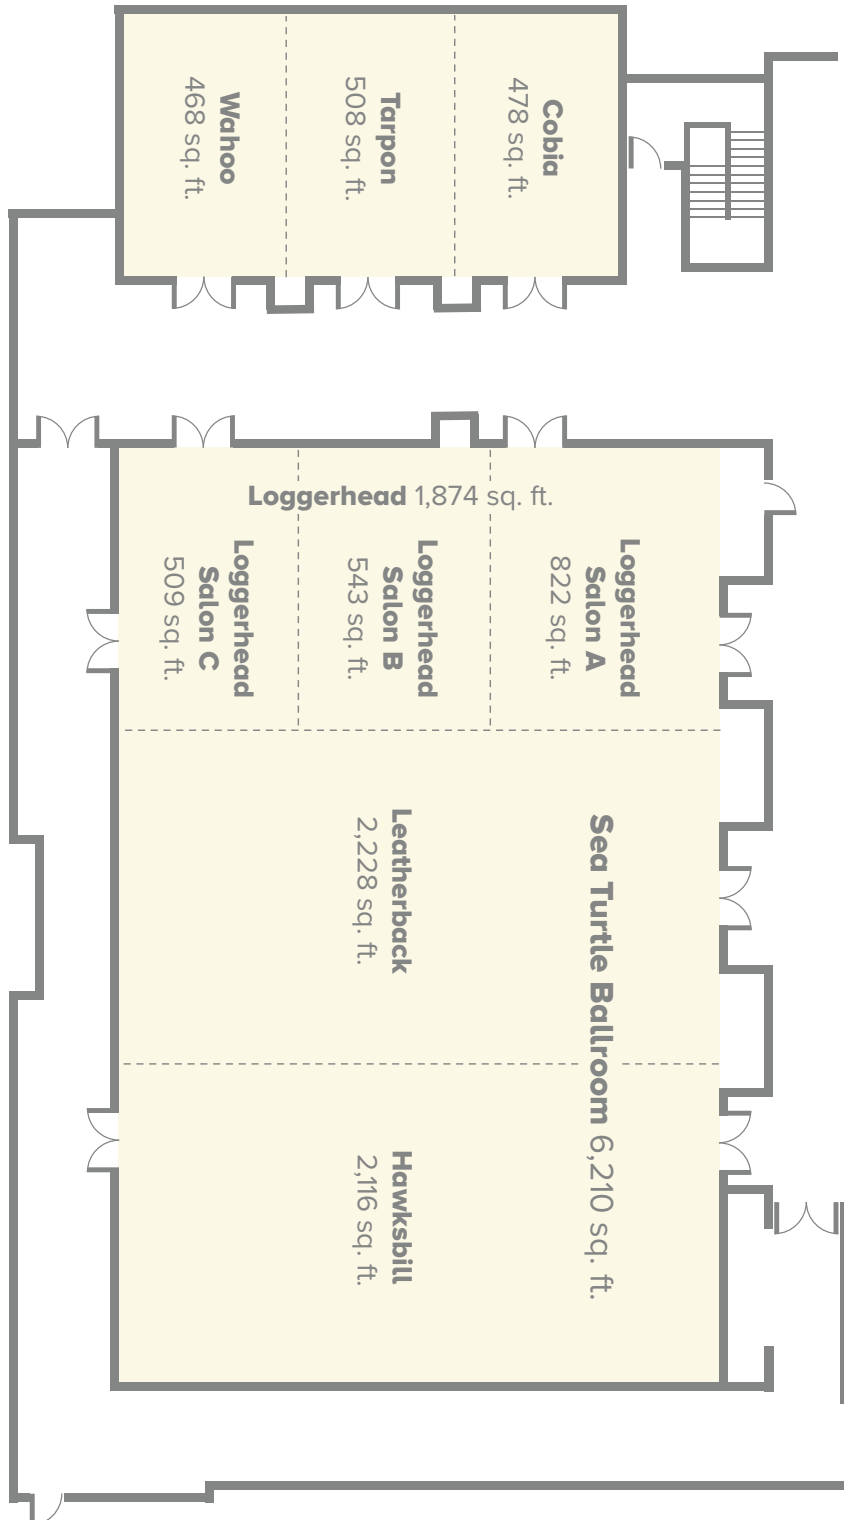 Wahoo
468 sq. ft.
Tarpon
508 sq. ft.
Cobia
478 sq. ft.
Loggerhead 1,874 sq. ft.
Loggerhead
Salon C
509 sq. ft.
Loggerhead
Salon B
543 sq. ft.
Loggerhead
Salon A
822 sq. ft.
Leatherback
2,228 sq. ft.
Sea Turtle Ballroom 6,210 sq. ft.
Hawksbill
2,116 sq. ft.